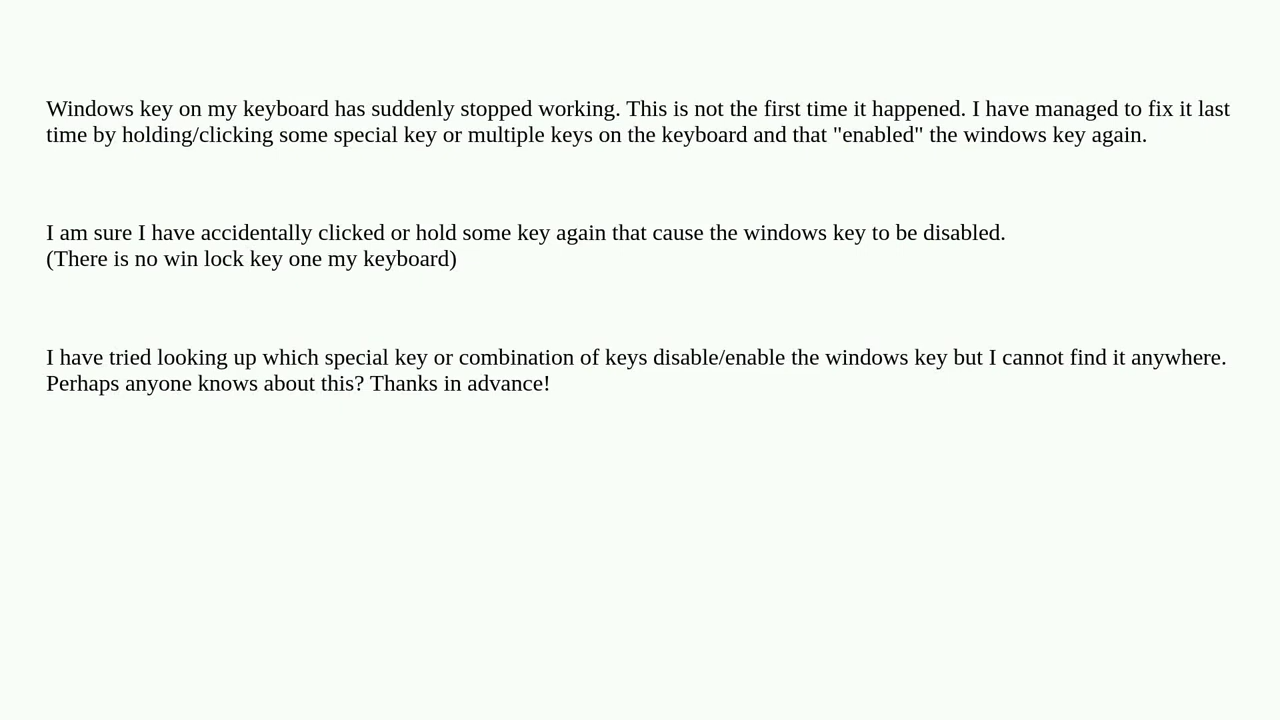 Windows key on my keyboard has suddenly stopped working. This is not the first time it happened. I have managed to fix it last
time by holding/clicking some special key or multiple keys on the keyboard and that "enabled" the windows key again.
I am sure I have accidentally clicked or hold some key again that cause the windows key to be disabled.
(There is no win lock key one my keyboard)
I have tried looking up which special key or combination of keys disable/enable the windows key but I cannot find it anywhere.
Perhaps anyone knows about this? Thanks in advance!